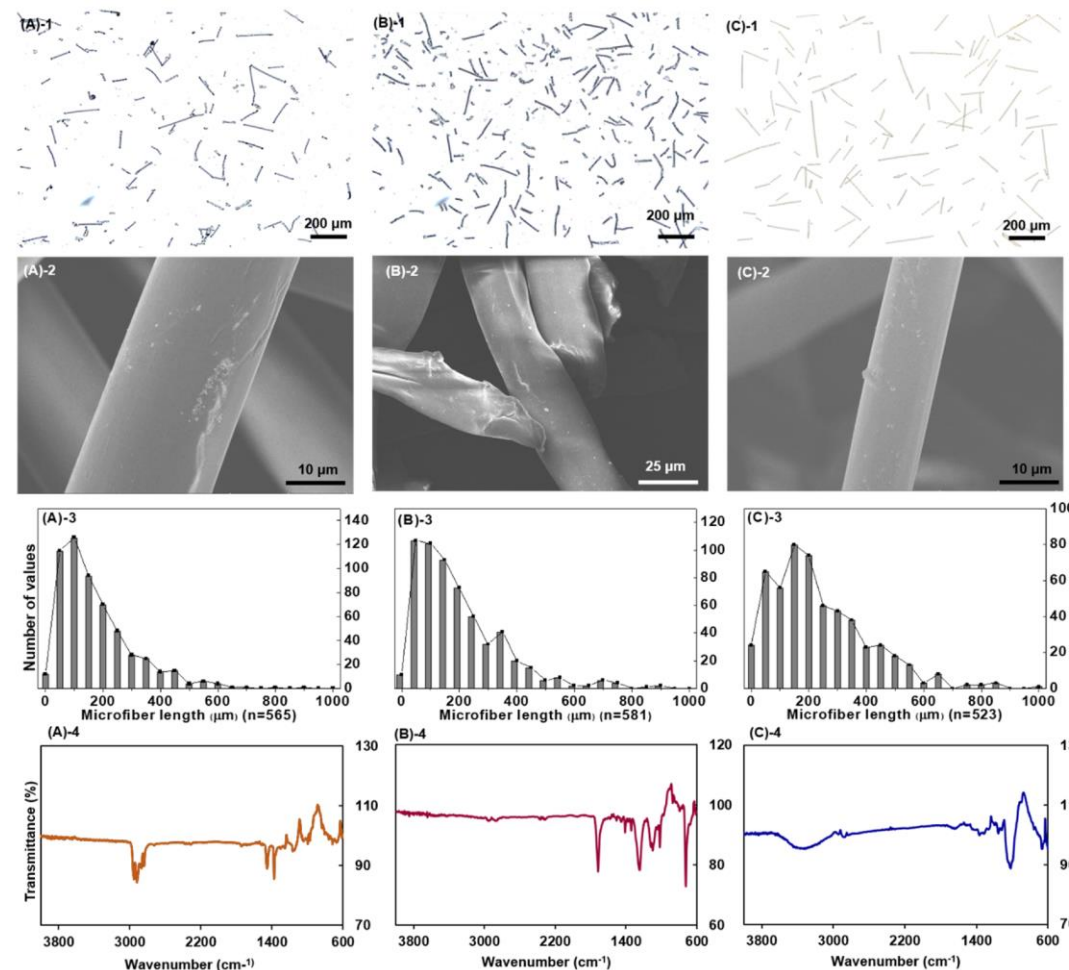 (A)-1
(B)-1
(C)-1
200 µm
200 µm
200 µm
(A)-2
(B)-2
(C)-2
10 µm
25 µm
10 µm
(A)-3
Number of values
140
120
100
80
60
40
20
0
0 200 400 600 800 1000
Microfiber length (µm) (n=565)
(B)-3
120
100
80
60
40
20
0
0 200 400 600 800 1000
Microfiber length (µm) (n=581)
(C)-3
100
80
60
40
20
0
0 200 400 600 800 1000
Microfiber length (µm) (n=523)
(A)-4
Transmittance (%)
130
110
90
70
3800 3000 2200 1400 600
Wavenumber (cm-¹)
(B)-4
120
100
80
60
3800 3000 2200 1400 600
Wavenumber (cm-1)
(C)-4
90
70
3800 3000 2200 1400 600
Wavenumber (cm-1)